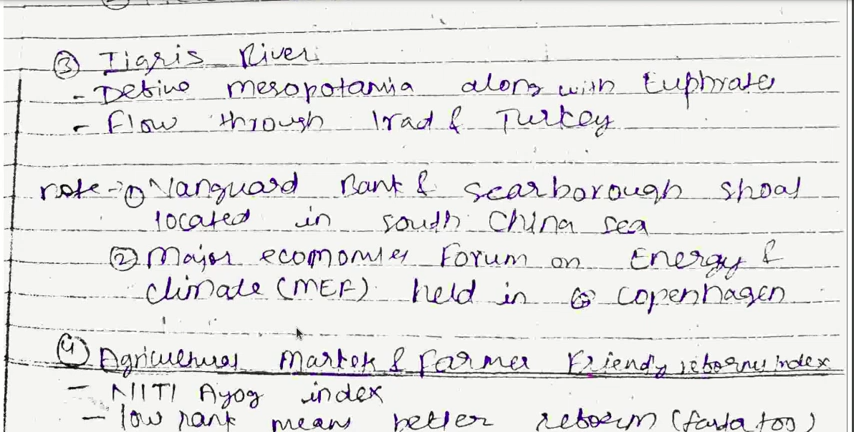 ③ Tigris River
- Define mesopotamia along with Euphrates
- Flow through Iraq & Turkey
note -> ① Vanguard Bank & scarborough shoal
located in south China sea
② Major economies Forum on Energy &
climate (MEF) held in Copenhagen
④ Agricultural Market & Farmer Friendly reforms index
- NITI Ayog index
- low rank means better reform